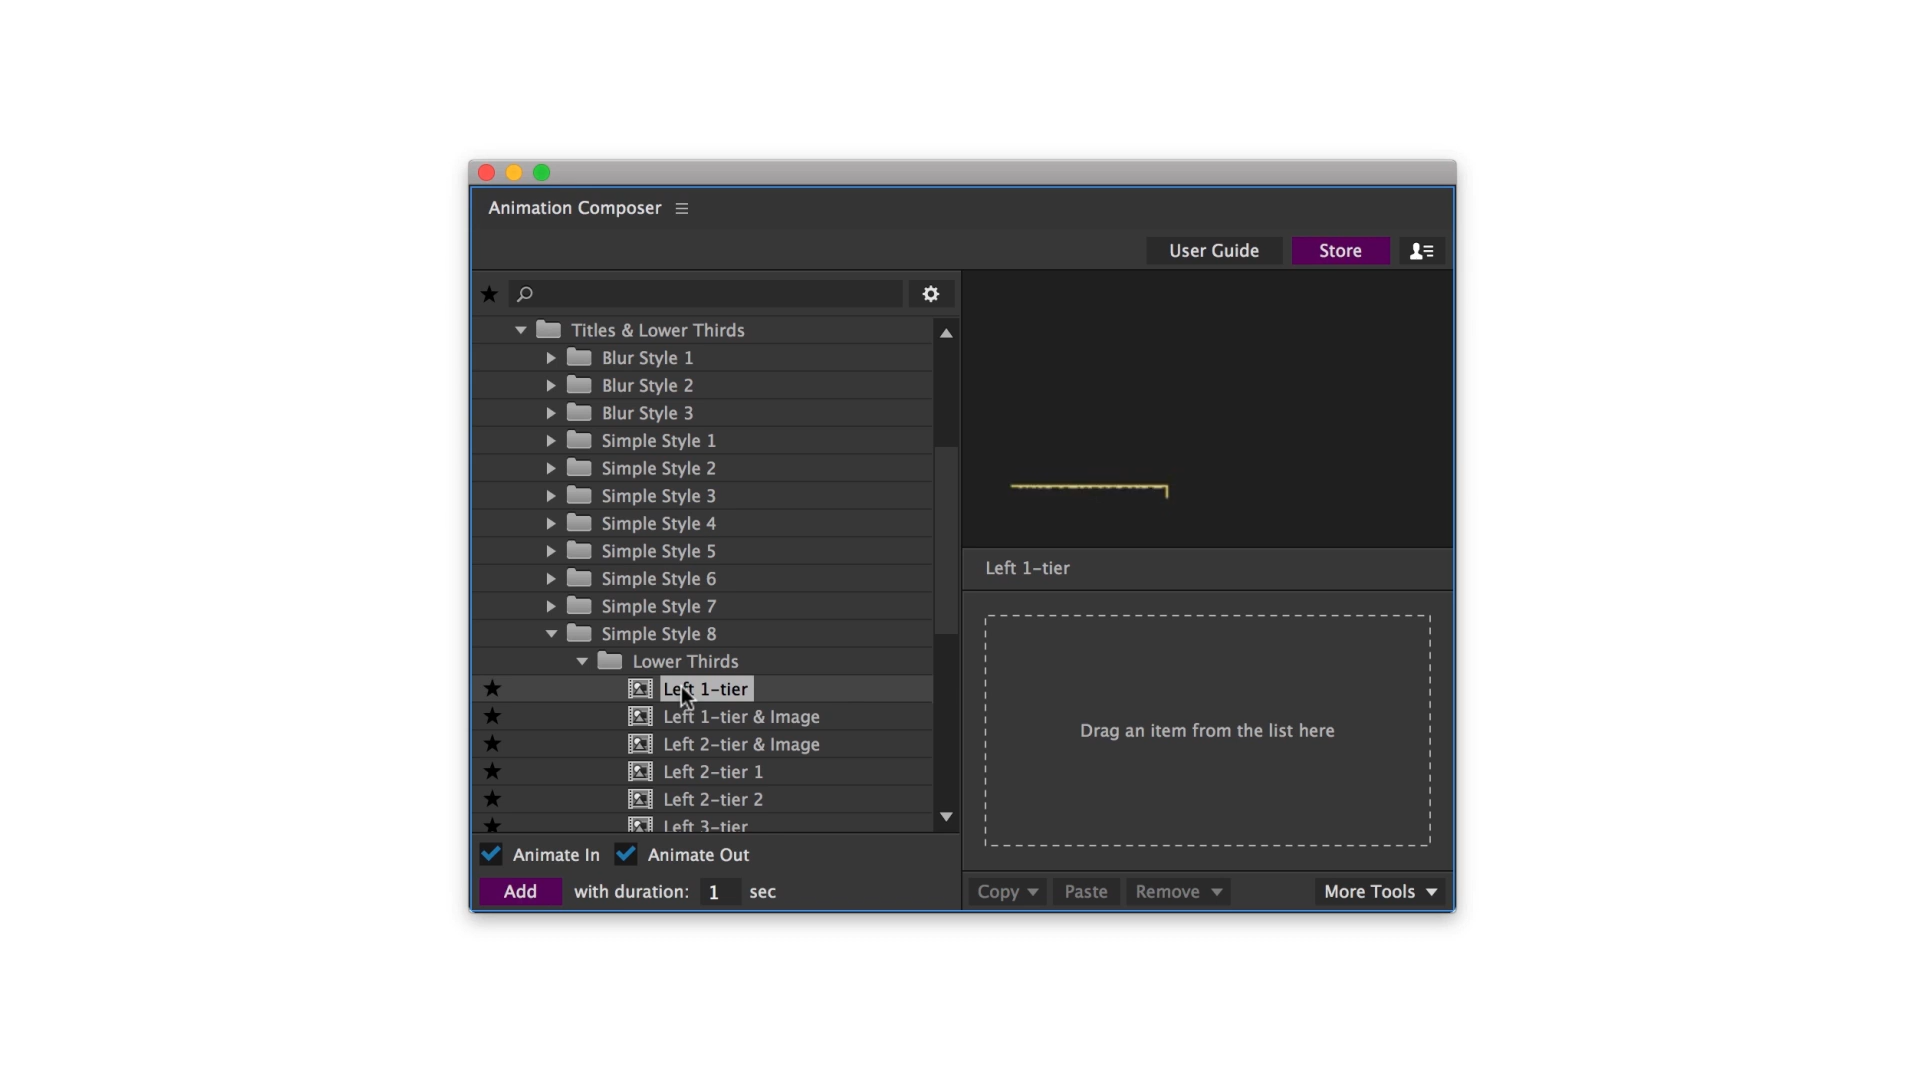 Animation Composer
User Guide
Store
Titles & Lower Thirds
Blur Style 1
Blur Style 2
Blur Style 3
Simple Style 1
Simple Style 2
Simple Style 3
Simple Style 4
Simple Style 5
Simple Style 6
Simple Style 7
Simple Style 8
Lower Thirds
Left 1-tier
Left 1-tier & Image
Left 2-tier & Image
Left 2-tier 1
Left 2-tier 2
Left 3-tier
Animate In
Animate Out
Add with duration: 1 sec
Left 1-tier
Drag an item from the list here
Copy
Paste
Remove
More Tools